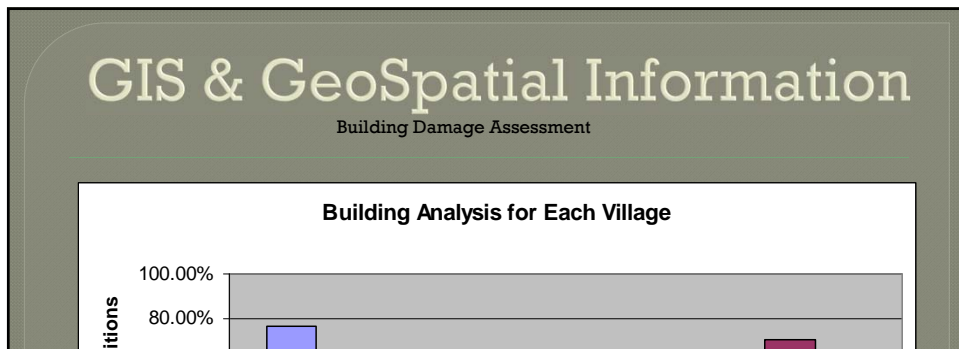 GIS & GeoSpatial Information
Building Damage Assessment
Building Analysis for Each Village
100.00%
80.00%